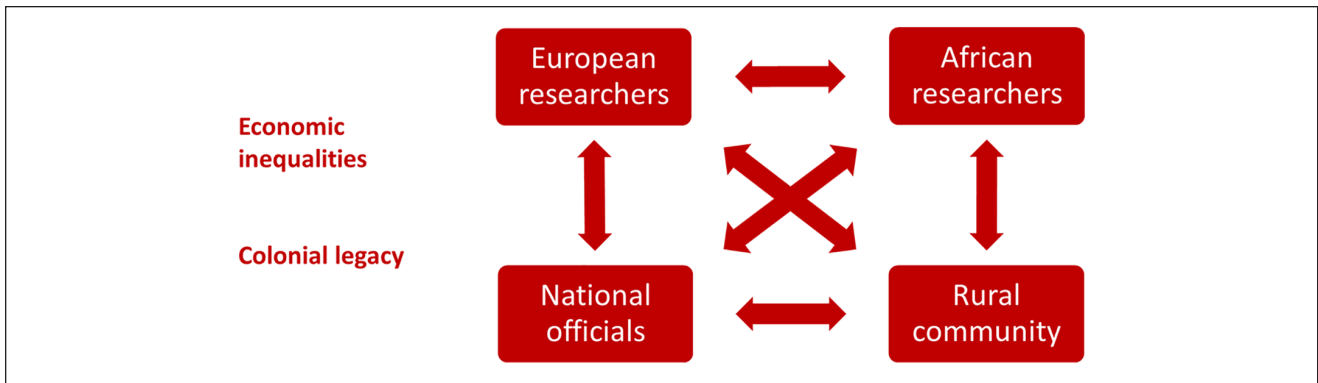 European
researchers
African
researchers
Economic
inequalities
Colonial legacy
National
officials
Rural
community